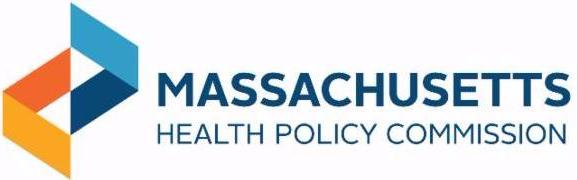 MASSACHUSETTS
HEALTH POLICY COMMISSION